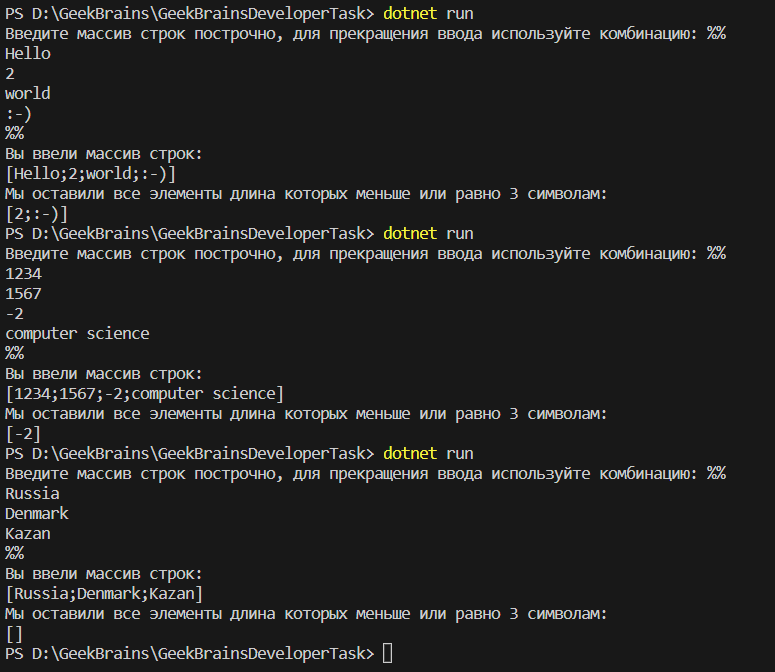 PS D:\GeekBrains\GeekBrainsDeveloperTask> dotnet run
Введите массив строк построчно, для прекращения ввода используйте комбинацию: %%
Hello
2
world
:-)
%%
Вы ввели массив строк:
[Hello;2;world;:-)]
Мы оставили все элементы длина которых меньше или равно 3 символам:
[2;:-)]
PS D:\GeekBrains\GeekBrainsDeveloperTask> dotnet run
Введите массив строк построчно, для прекращения ввода используйте комбинацию: %%
1234
1567
-2
computer science
%%
Вы ввели массив строк:
[1234;1567;-2;computer science]
Мы оставили все элементы длина которых меньше или равно 3 символам:
[-2]
PS D:\GeekBrains\GeekBrainsDeveloperTask> dotnet run
Введите массив строк построчно, для прекращения ввода используйте комбинацию: %%
Russia
Denmark
Kazan
%%
Вы ввели массив строк:
[Russia;Denmark;Kazan]
Мы оставили все элементы длина которых меньше или равно 3 символам:
[]
PS D:\GeekBrains\GeekBrainsDeveloperTask>